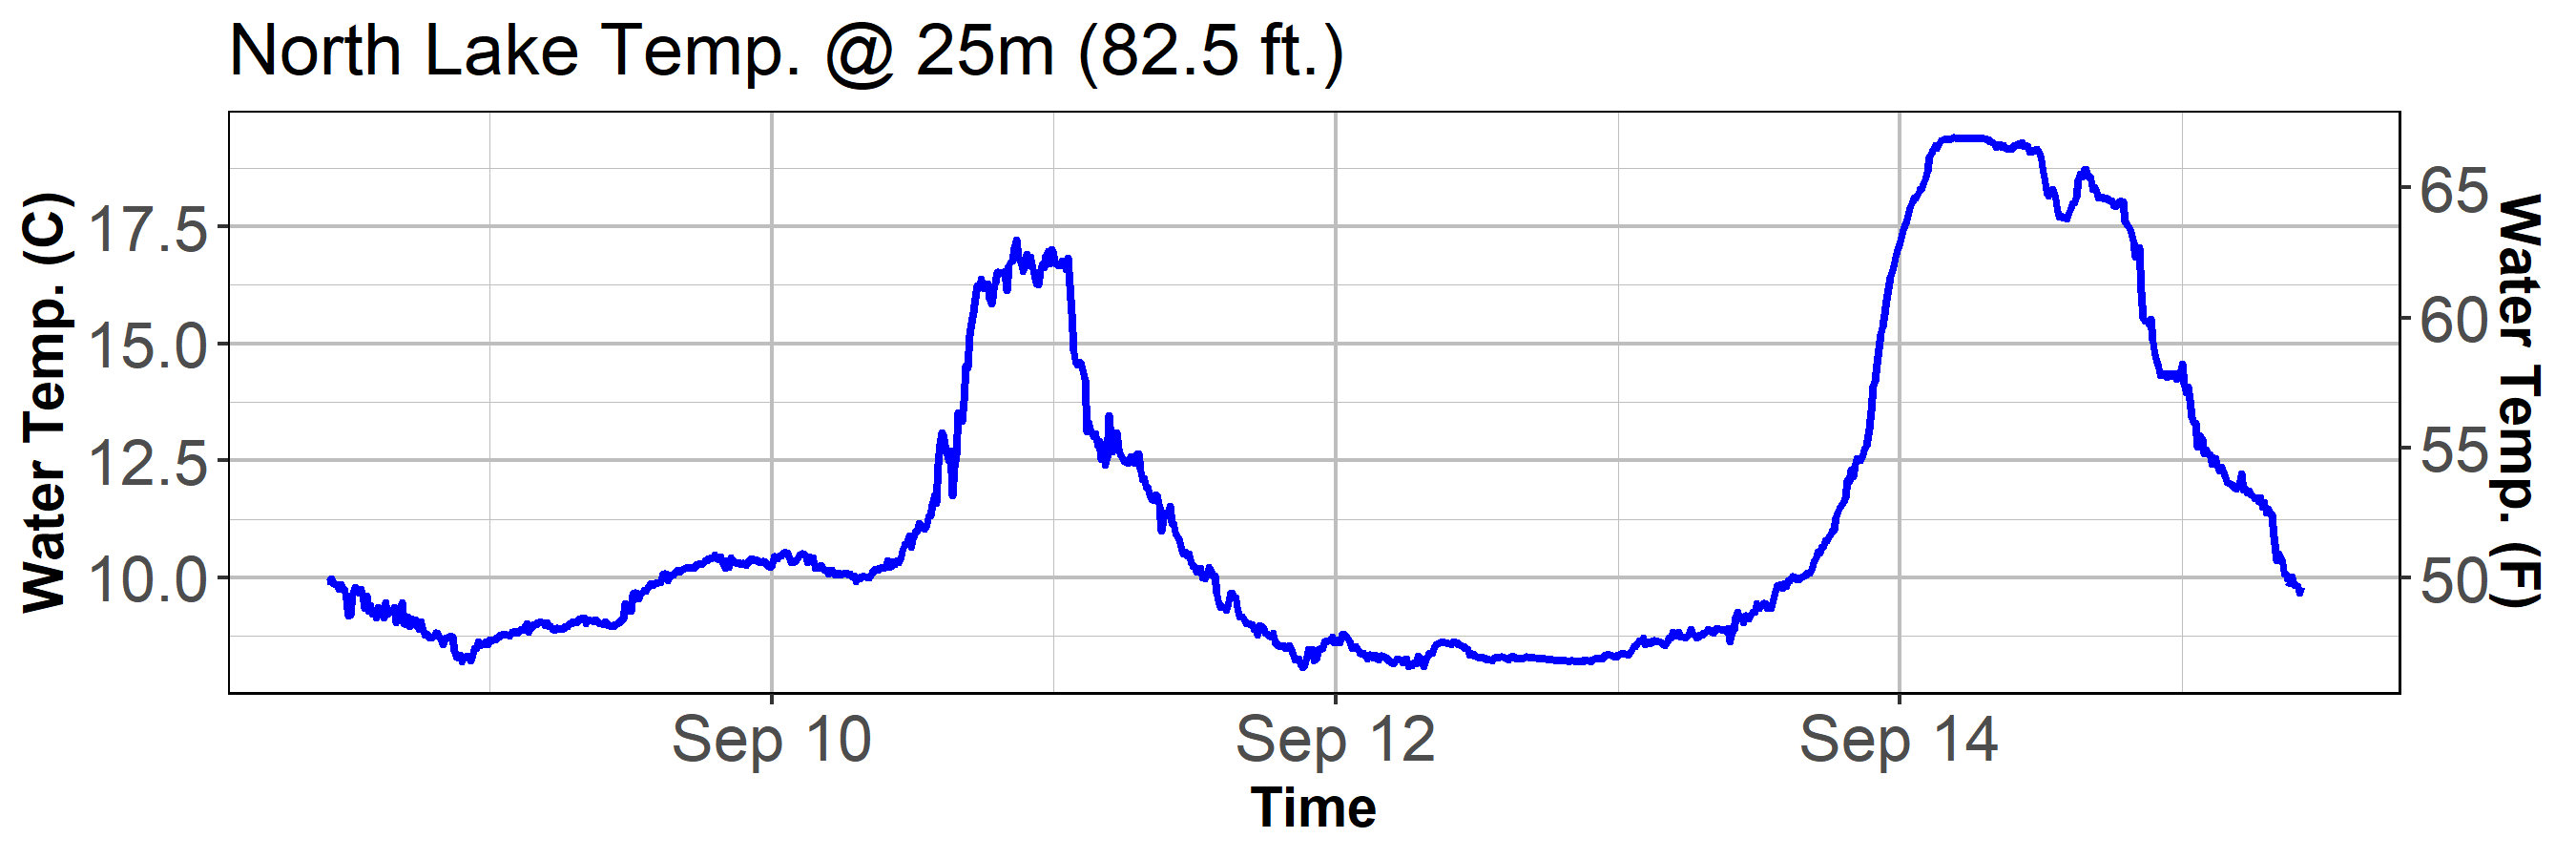 North Lake Temp. @ 25m (82.5 ft.)
Water Temp. (C)
17.5
15.0
12.5
10.0
65
60
55
50
Water Temp. (F)
Sep 10
Sep 12
Sep 14
Time